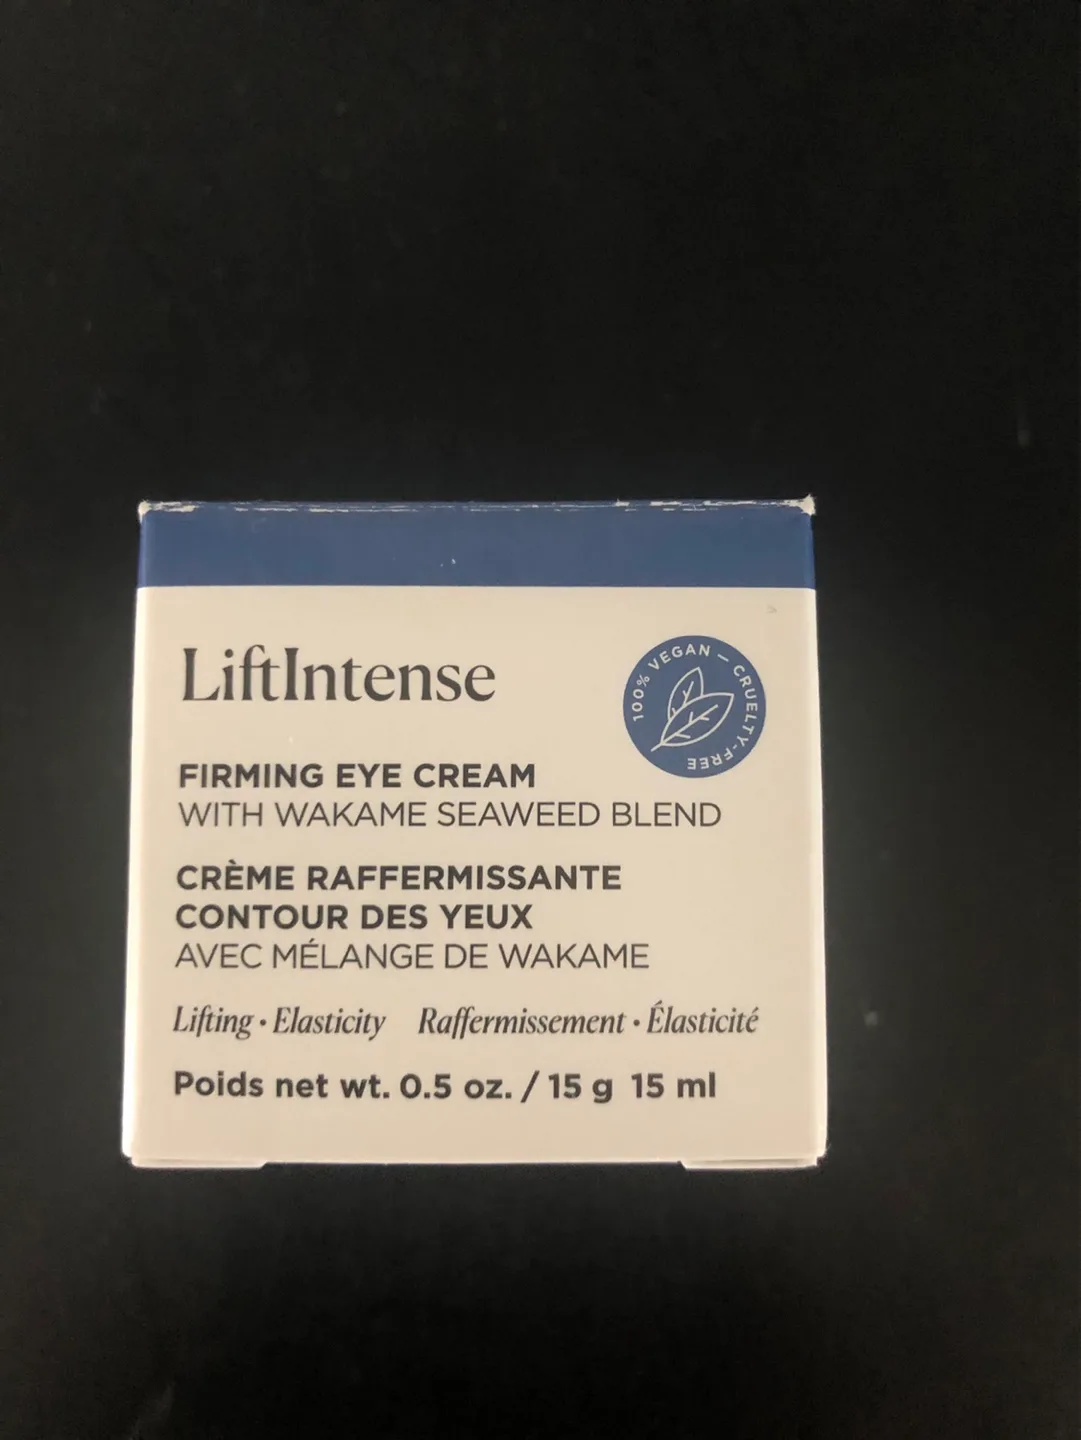 LiftIntense
100% VEGAN — CRUELTY-FREE
FIRMING EYE CREAM
WITH WAKAME SEAWEED BLEND
CRÈME RAFFERMISSANTE
CONTOUR DES YEUX
AVEC MÉLANGE DE WAKAME
Lifting · Elasticity Raffermissement · Élasticité
Poids net wt. 0.5 oz. / 15 g 15 ml